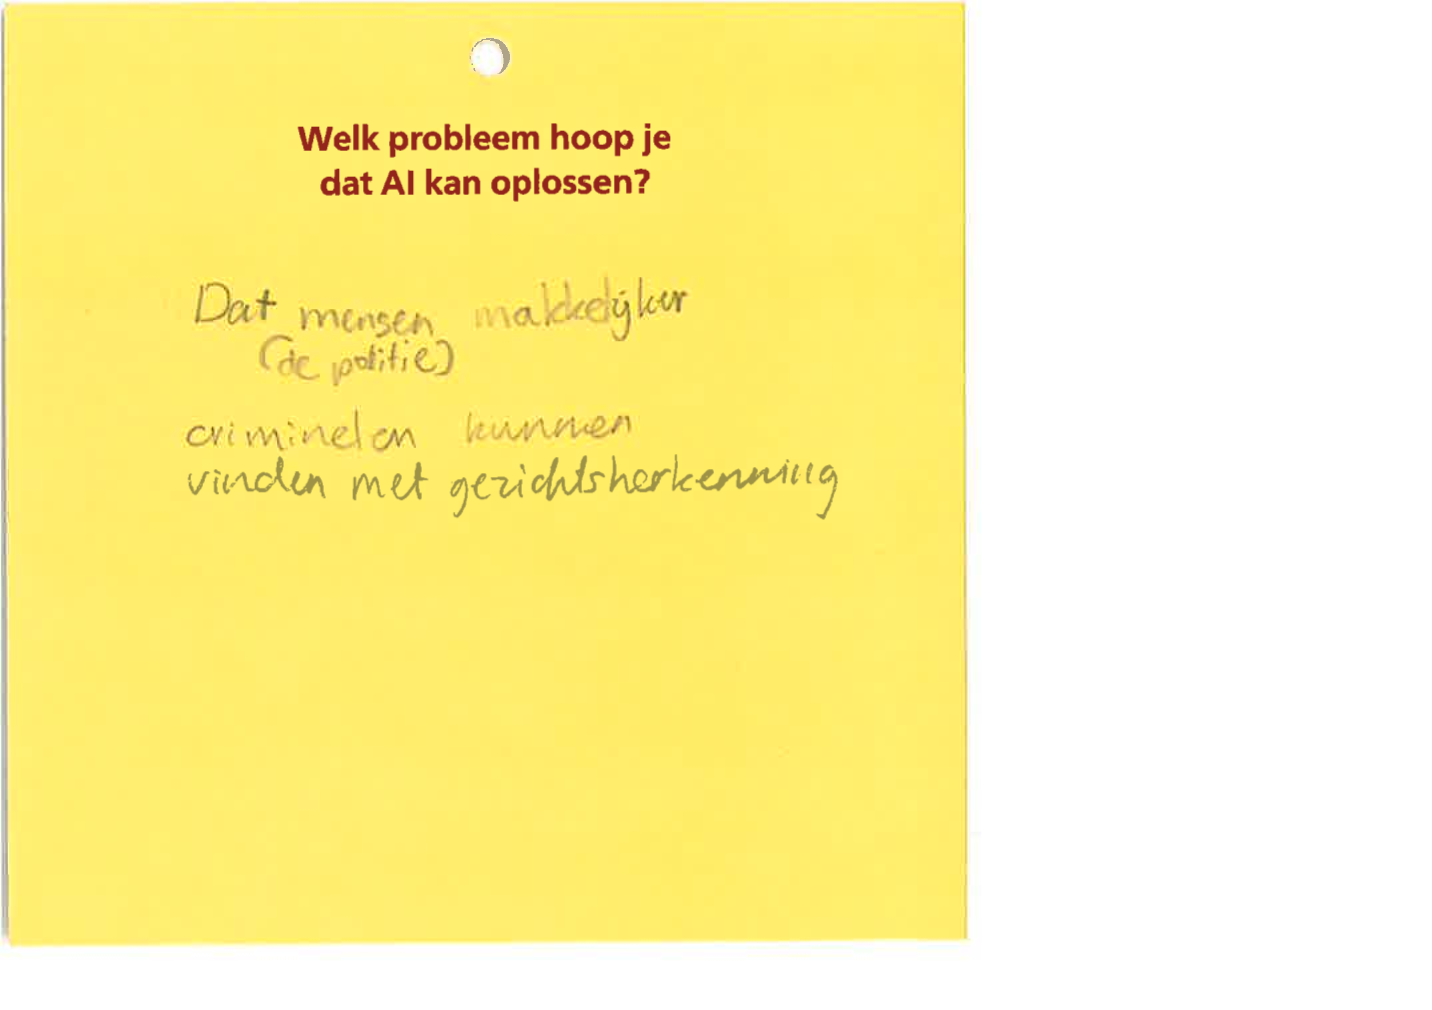 Welk probleem hoop je
dat AI kan oplossen?
Dat mensen makkelijker
(de politie)
criminelen kunnen
vinden met gezichtsherkenning